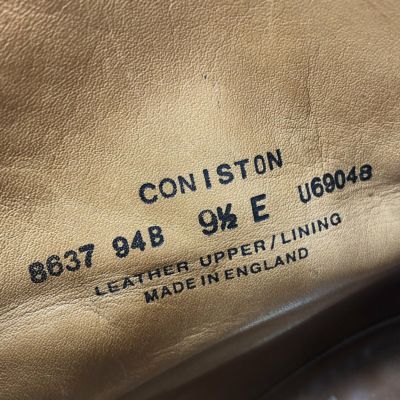 CONISTON
8637 94B 9½ E U69048
LEATHER UPPER/LINING
MADE IN ENGLAND